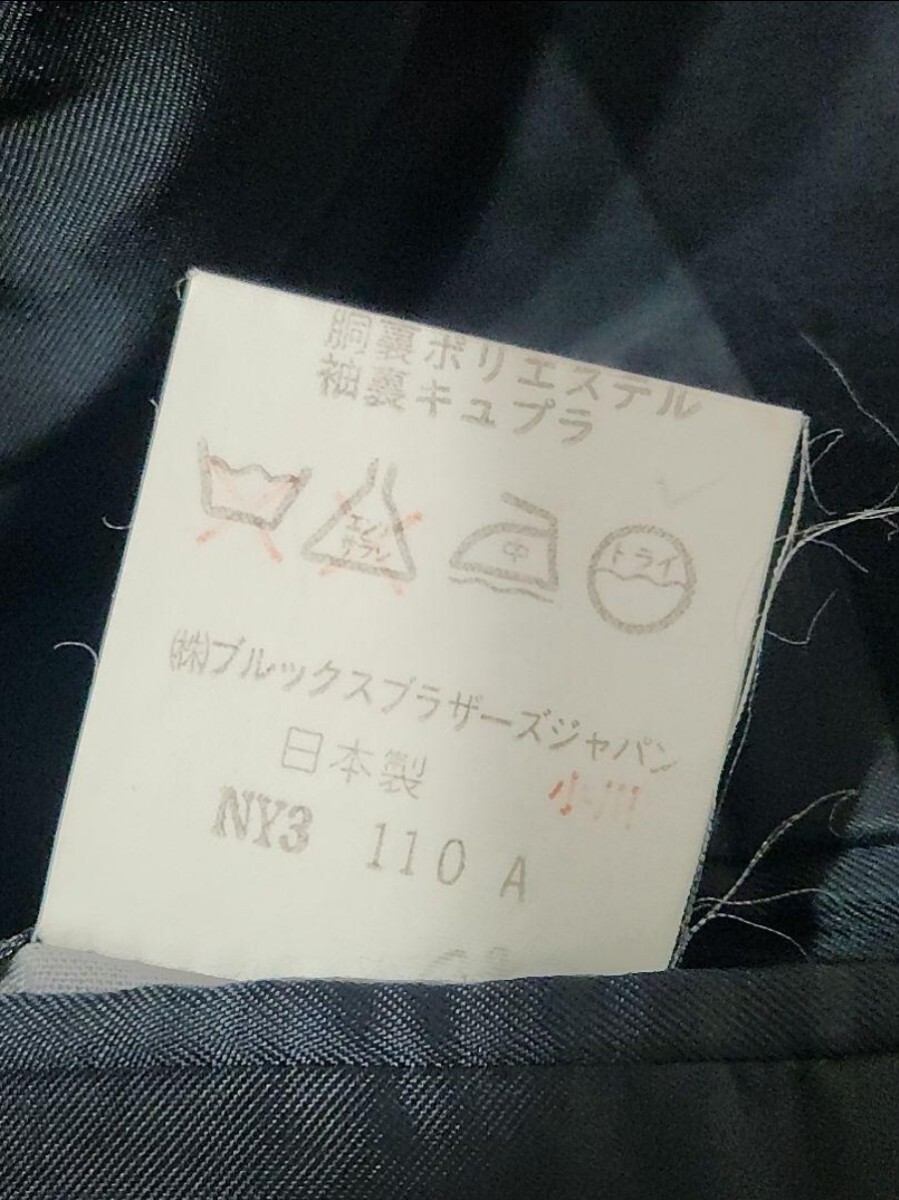 胴裏ポリエステル
袖裏キュプラ
エンソ サラシ 中 ドライ
㈱ブルックスブラザーズジャパン
日本製 小川
NY3 110 A